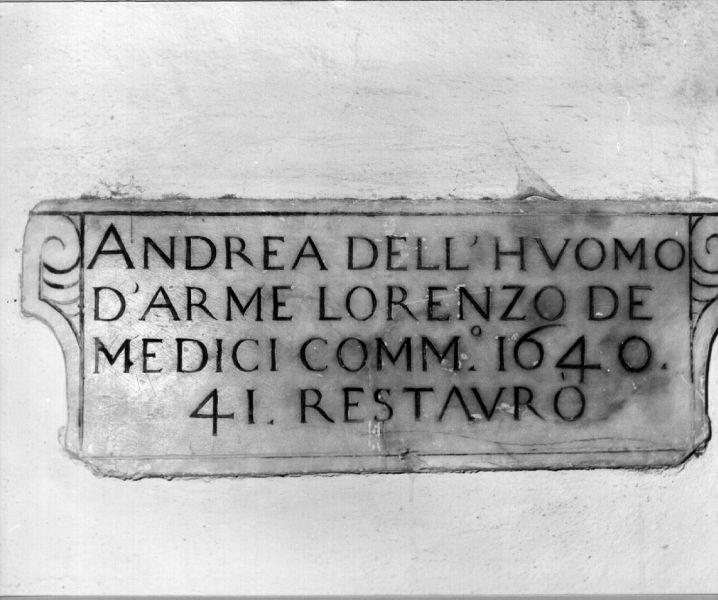 ANDREA DELL'HVOMO
D'ARME LORENZO DE
MEDICI COMM.º 1640.
41. RESTAVRÒ